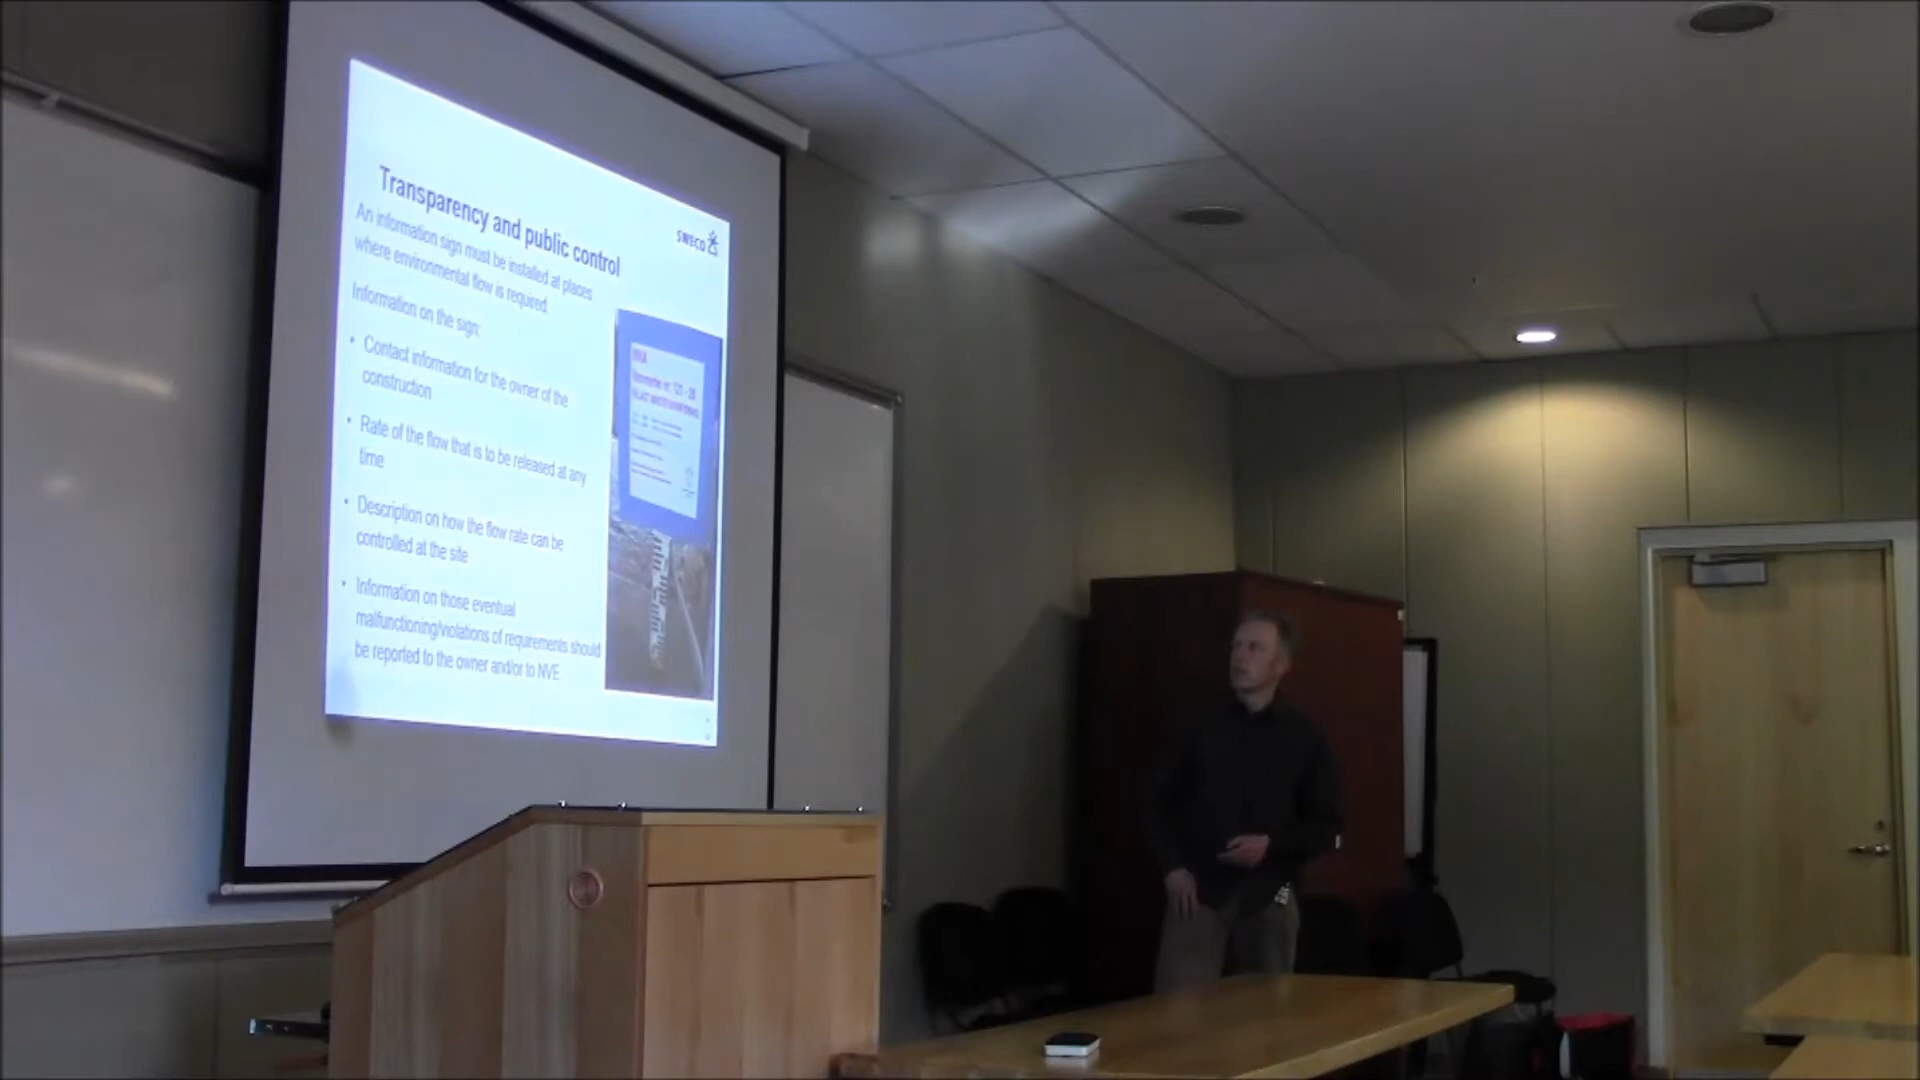 Transparency and public control
sweco
An information sign must be installed at places
where environmental flow is required.
Information on the sign:
• Contact information for the owner of the
construction
• Rate of the flow that is to be released at any
time
• Description on how the flow rate can be
controlled at the site
• Information on those eventual
malfunctioning/violations of requirements should
be reported to the owner and/or to NVE